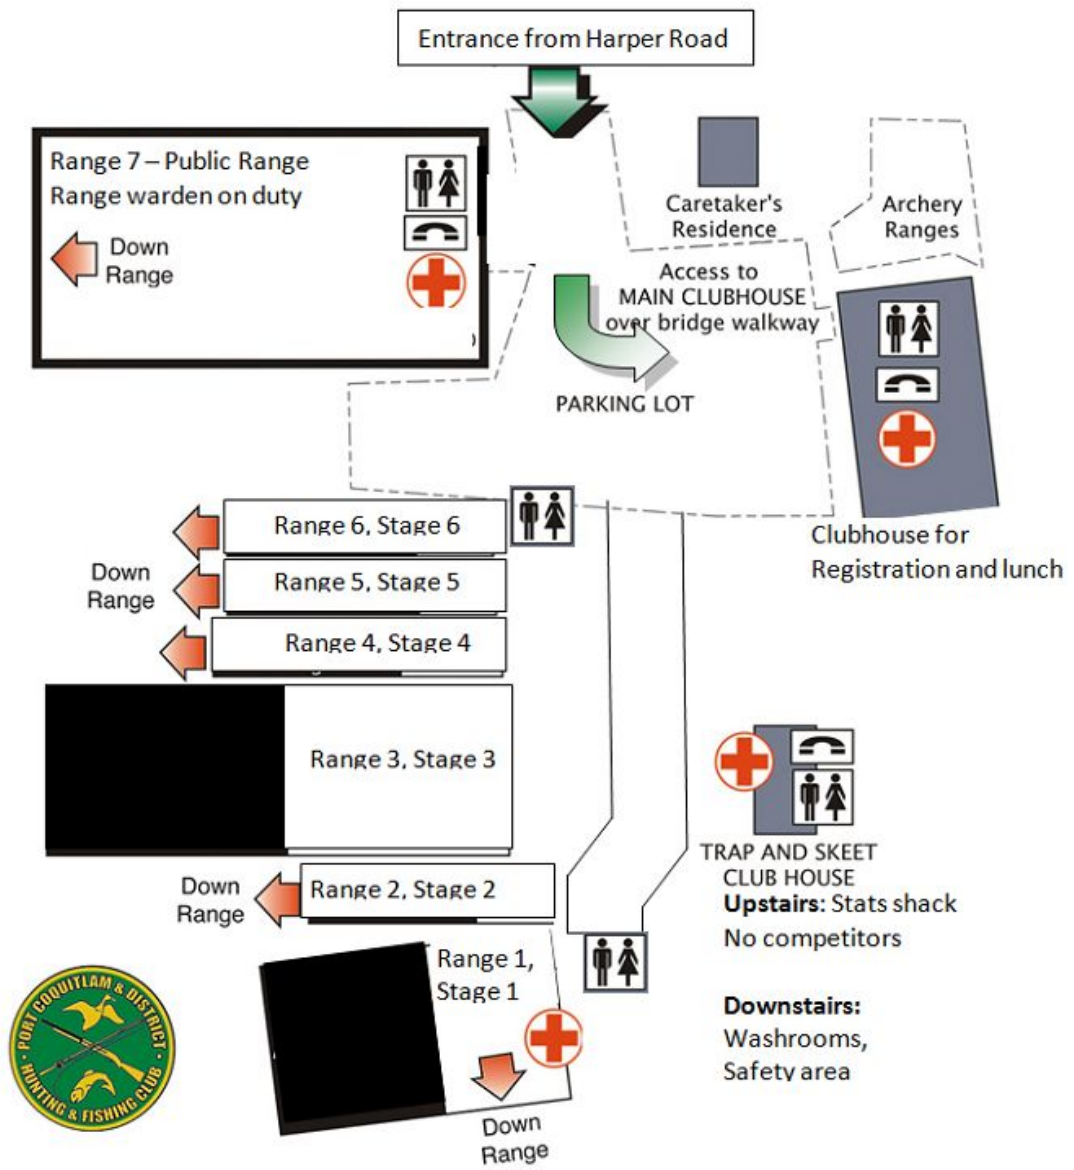 Entrance from Harper Road
Range 7 – Public Range
Range warden on duty
Down
Range
Caretaker's
Residence
Archery
Ranges
Access to
MAIN CLUBHOUSE
over bridge walkway
PARKING LOT
Clubhouse for
Registration and lunch
Range 6, Stage 6
Down
Range
Range 5, Stage 5
Range 4, Stage 4
Range 3, Stage 3
Down
Range
Range 2, Stage 2
Range 1,
Stage 1
Down
Range
TRAP AND SKEET
CLUB HOUSE
Upstairs: Stats shack
No competitors
Downstairs:
Washrooms,
Safety area
PORT COQUITLAM & DISTRICT
HUNTING & FISHING CLUB